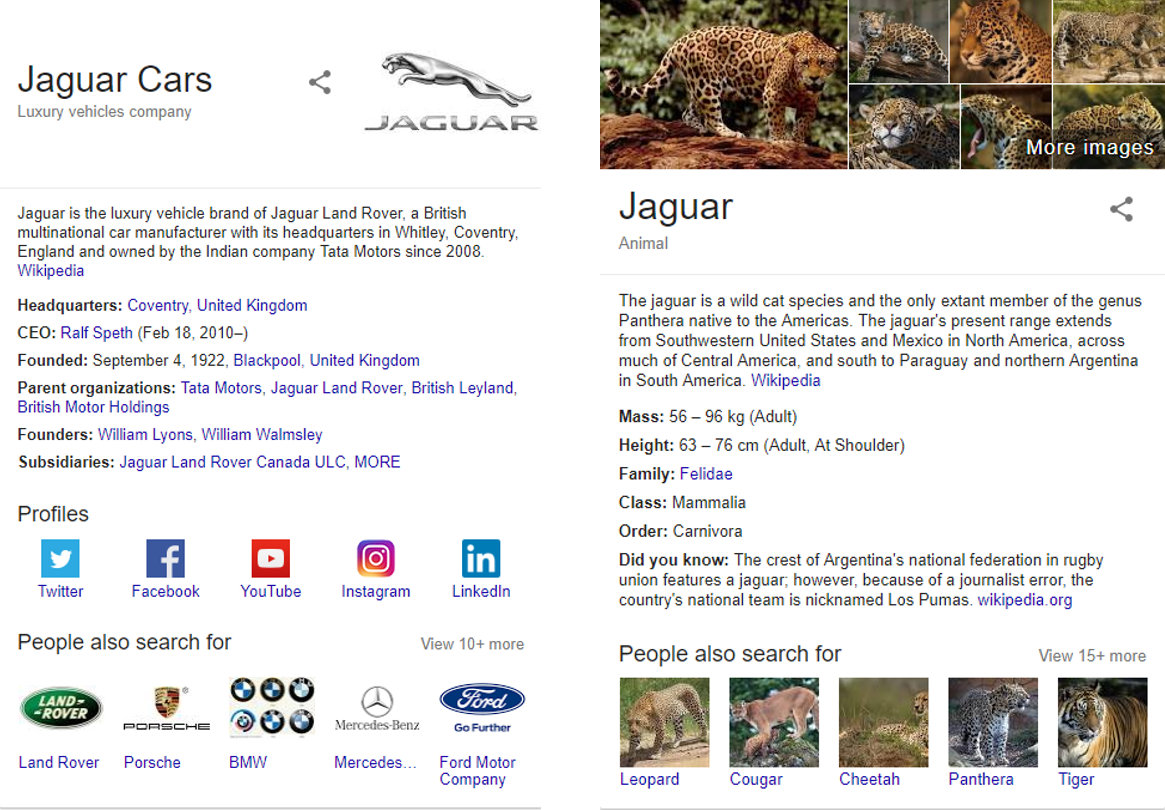 Jaguar Cars
Luxury vehicles company
JAGUAR
Jaguar is the luxury vehicle brand of Jaguar Land Rover, a British
multinational car manufacturer with its headquarters in Whitley, Coventry,
England and owned by the Indian company Tata Motors since 2008.
Wikipedia
Headquarters: Coventry, United Kingdom
CEO: Ralf Speth (Feb 18, 2010–)
Founded: September 4, 1922, Blackpool, United Kingdom
Parent organizations: Tata Motors, Jaguar Land Rover, British Leyland,
British Motor Holdings
Founders: William Lyons, William Walmsley
Subsidiaries: Jaguar Land Rover Canada ULC, MORE
Profiles
Twitter Facebook YouTube Instagram LinkedIn
People also search for View 10+ more
LAND-
-ROVER
PORSCHE
Mercedes-Benz
Ford
Go Further
Land Rover Porsche BMW Mercedes... Ford Motor
Company
More images
Jaguar
Animal
The jaguar is a wild cat species and the only extant member of the genus
Panthera native to the Americas. The jaguar's present range extends
from Southwestern United States and Mexico in North America, across
much of Central America, and south to Paraguay and northern Argentina
in South America. Wikipedia
Mass: 56 – 96 kg (Adult)
Height: 63 – 76 cm (Adult, At Shoulder)
Family: Felidae
Class: Mammalia
Order: Carnivora
Did you know: The crest of Argentina's national federation in rugby
union features a jaguar; however, because of a journalist error, the
country's national team is nicknamed Los Pumas. wikipedia.org
People also search for View 15+ more
Leopard Cougar Cheetah Panthera Tiger